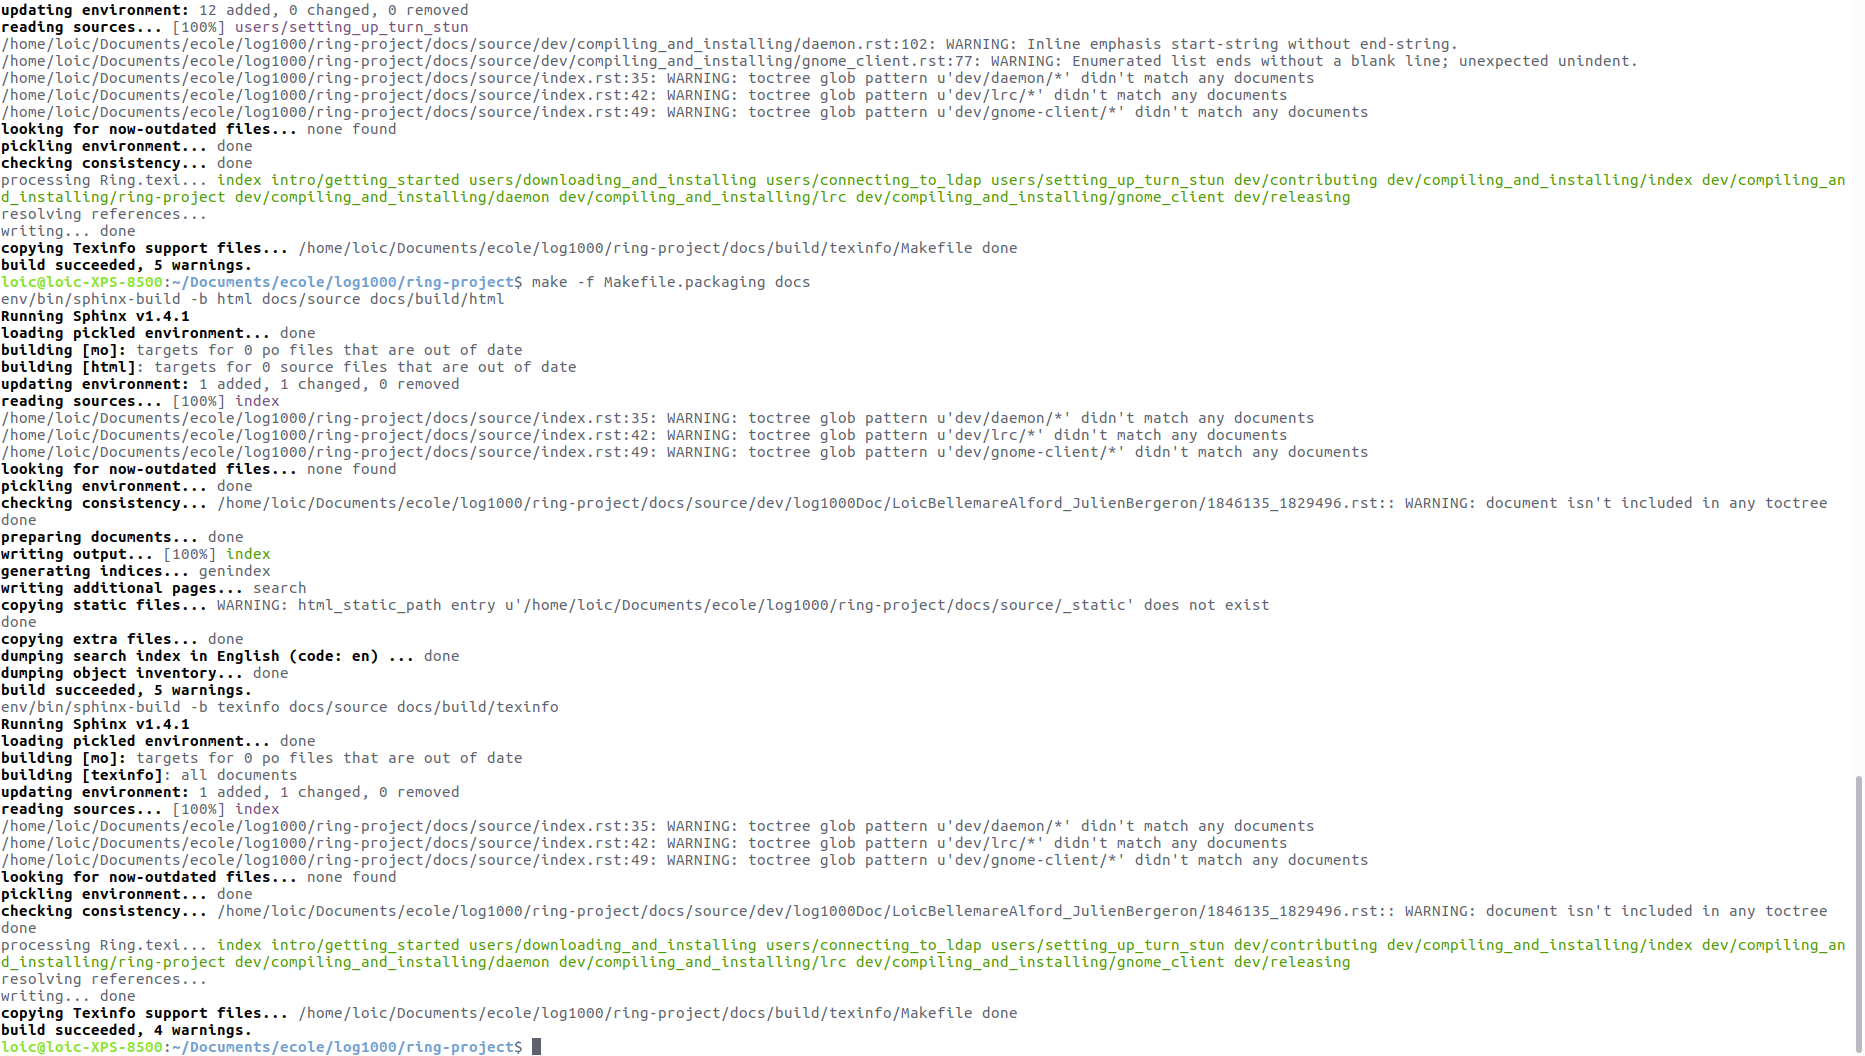 updating environment: 12 added, 0 changed, 0 removed
reading sources... [100%] users/setting_up_turn_stun
/home/loic/Documents/ecole/log1000/ring-project/docs/source/dev/compiling_and_installing/daemon.rst:102: WARNING: Inline emphasis start-string without end-string.
/home/loic/Documents/ecole/log1000/ring-project/docs/source/dev/compiling_and_installing/gnome_client.rst:77: WARNING: Enumerated list ends without a blank line; unexpected unindent.
/home/loic/Documents/ecole/log1000/ring-project/docs/source/index.rst:35: WARNING: toctree glob pattern u'dev/daemon/*' didn't match any documents
/home/loic/Documents/ecole/log1000/ring-project/docs/source/index.rst:42: WARNING: toctree glob pattern u'dev/lrc/*' didn't match any documents
/home/loic/Documents/ecole/log1000/ring-project/docs/source/index.rst:49: WARNING: toctree glob pattern u'dev/gnome-client/*' didn't match any documents
looking for now-outdated files... none found
pickling environment... done
checking consistency... done
processing Ring.texi... index intro/getting_started users/downloading_and_installing users/connecting_to_ldap users/setting_up_turn_stun dev/contributing dev/compiling_and_installing/index dev/compiling_an
d_installing/ring-project dev/compiling_and_installing/daemon dev/compiling_and_installing/lrc dev/compiling_and_installing/gnome_client dev/releasing
resolving references...
writing... done
copying Texinfo support files... /home/loic/Documents/ecole/log1000/ring-project/docs/build/texinfo/Makefile done
build succeeded, 5 warnings.
loic@loic-XPS-8500:~/Documents/ecole/log1000/ring-project$ make -f Makefile.packaging docs
env/bin/sphinx-build -b html docs/source docs/build/html
Running Sphinx v1.4.1
loading pickled environment... done
building [mo]: targets for 0 po files that are out of date
building [html]: targets for 0 source files that are out of date
updating environment: 1 added, 1 changed, 0 removed
reading sources... [100%] index
/home/loic/Documents/ecole/log1000/ring-project/docs/source/index.rst:35: WARNING: toctree glob pattern u'dev/daemon/*' didn't match any documents
/home/loic/Documents/ecole/log1000/ring-project/docs/source/index.rst:42: WARNING: toctree glob pattern u'dev/lrc/*' didn't match any documents
/home/loic/Documents/ecole/log1000/ring-project/docs/source/index.rst:49: WARNING: toctree glob pattern u'dev/gnome-client/*' didn't match any documents
looking for now-outdated files... none found
pickling environment... done
checking consistency... /home/loic/Documents/ecole/log1000/ring-project/docs/source/dev/log1000Doc/LoicBellemareAlford_JulienBergeron/1846135_1829496.rst:: WARNING: document isn't included in any toctree
done
preparing documents... done
writing output... [100%] index
generating indices... genindex
writing additional pages... search
copying static files... WARNING: html_static_path entry u'/home/loic/Documents/ecole/log1000/ring-project/docs/source/_static' does not exist
done
copying extra files... done
dumping search index in English (code: en) ... done
dumping object inventory... done
build succeeded, 5 warnings.
env/bin/sphinx-build -b texinfo docs/source docs/build/texinfo
Running Sphinx v1.4.1
loading pickled environment... done
building [mo]: targets for 0 po files that are out of date
building [texinfo]: all documents
updating environment: 1 added, 1 changed, 0 removed
reading sources... [100%] index
/home/loic/Documents/ecole/log1000/ring-project/docs/source/index.rst:35: WARNING: toctree glob pattern u'dev/daemon/*' didn't match any documents
/home/loic/Documents/ecole/log1000/ring-project/docs/source/index.rst:42: WARNING: toctree glob pattern u'dev/lrc/*' didn't match any documents
/home/loic/Documents/ecole/log1000/ring-project/docs/source/index.rst:49: WARNING: toctree glob pattern u'dev/gnome-client/*' didn't match any documents
looking for now-outdated files... none found
pickling environment... done
checking consistency... /home/loic/Documents/ecole/log1000/ring-project/docs/source/dev/log1000Doc/LoicBellemareAlford_JulienBergeron/1846135_1829496.rst:: WARNING: document isn't included in any toctree
done
processing Ring.texi... index intro/getting_started users/downloading_and_installing users/connecting_to_ldap users/setting_up_turn_stun dev/contributing dev/compiling_and_installing/index dev/compiling_an
d_installing/ring-project dev/compiling_and_installing/daemon dev/compiling_and_installing/lrc dev/compiling_and_installing/gnome_client dev/releasing
resolving references...
writing... done
copying Texinfo support files... /home/loic/Documents/ecole/log1000/ring-project/docs/build/texinfo/Makefile done
build succeeded, 4 warnings.
loic@loic-XPS-8500:~/Documents/ecole/log1000/ring-project$